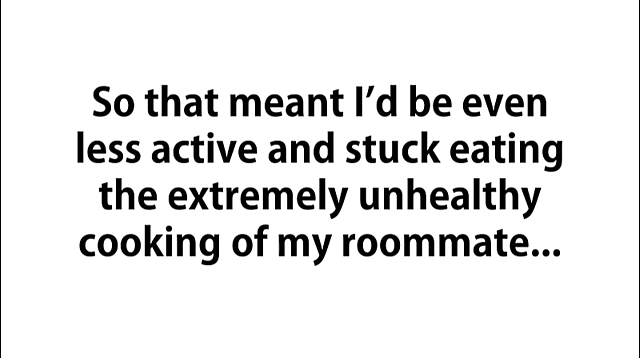 So that meant I’d be even
less active and stuck eating
the extremely unhealthy
cooking of my roommate...